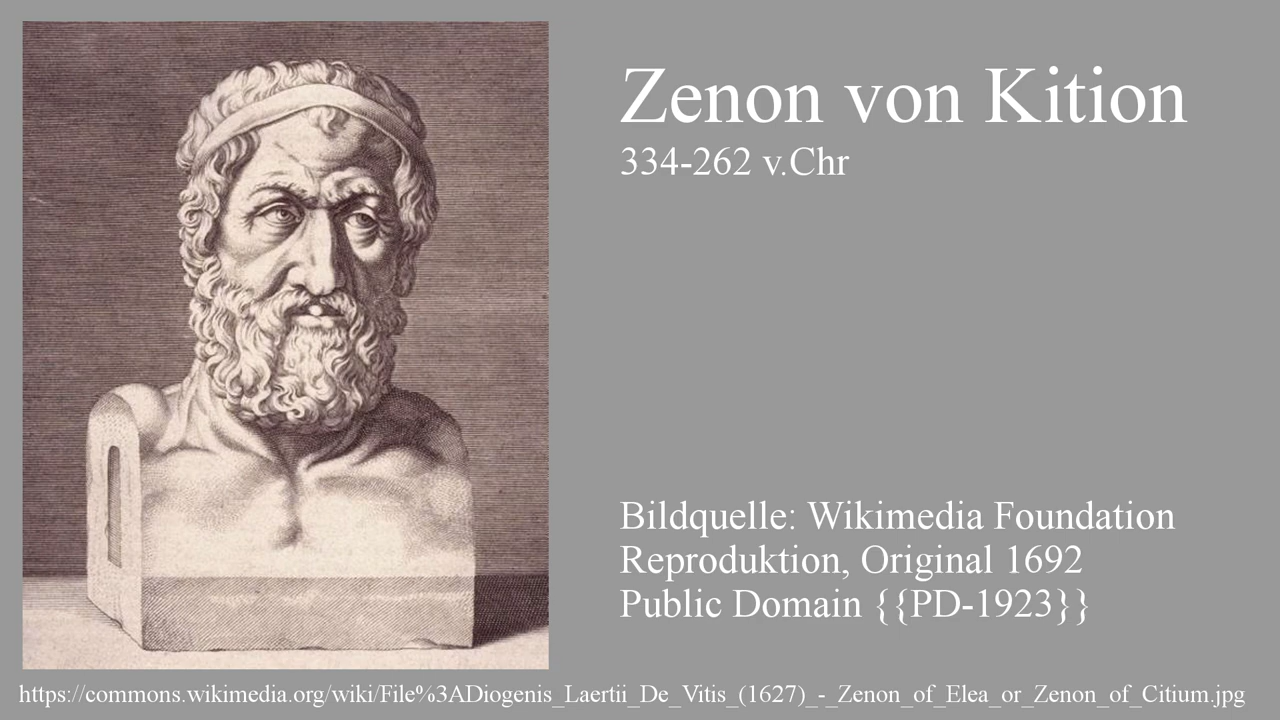 Zenon von Kition
334-262 v.Chr
Bildquelle: Wikimedia Foundation
Reproduktion, Original 1692
Public Domain {{PD-1923}}
https://commons.wikimedia.org/wiki/File%3ADiogenis_Laertii_De_Vitis_(1627)_-_Zenon_of_Elea_or_Zenon_of_Citium.jpg